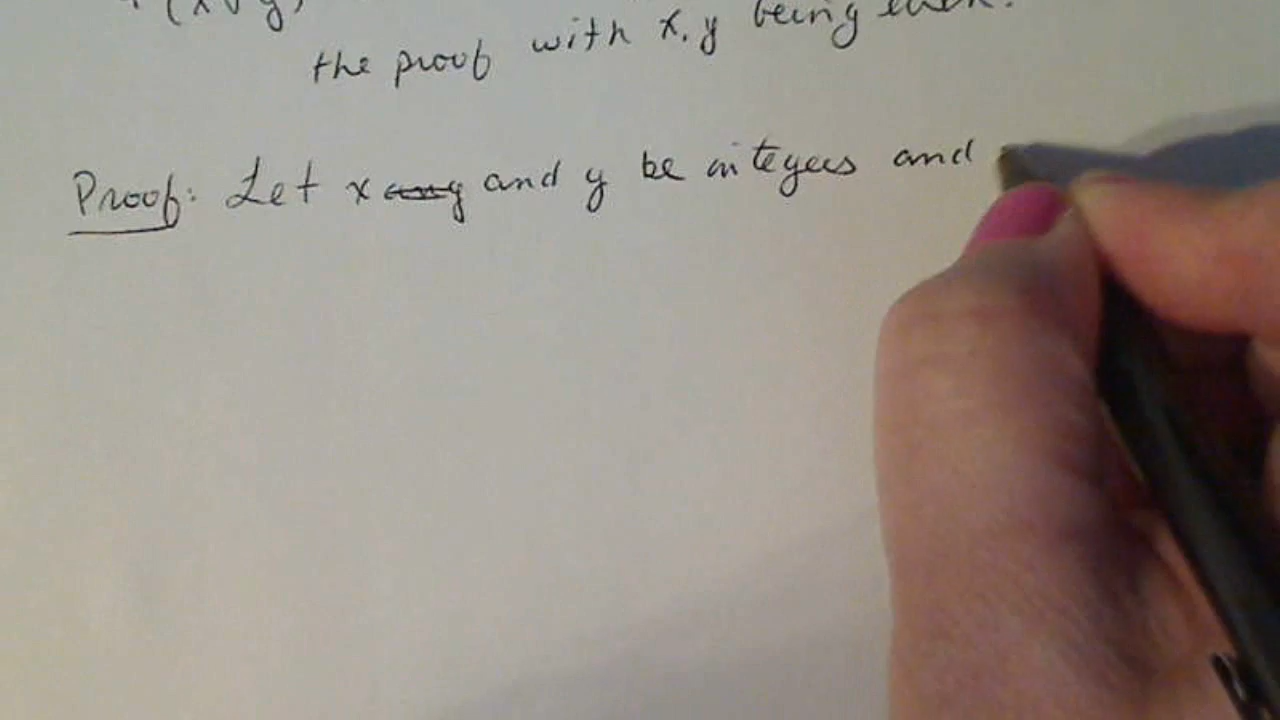 (x y)
the proof with x, y being even.
Proof: Let x and y be integers and